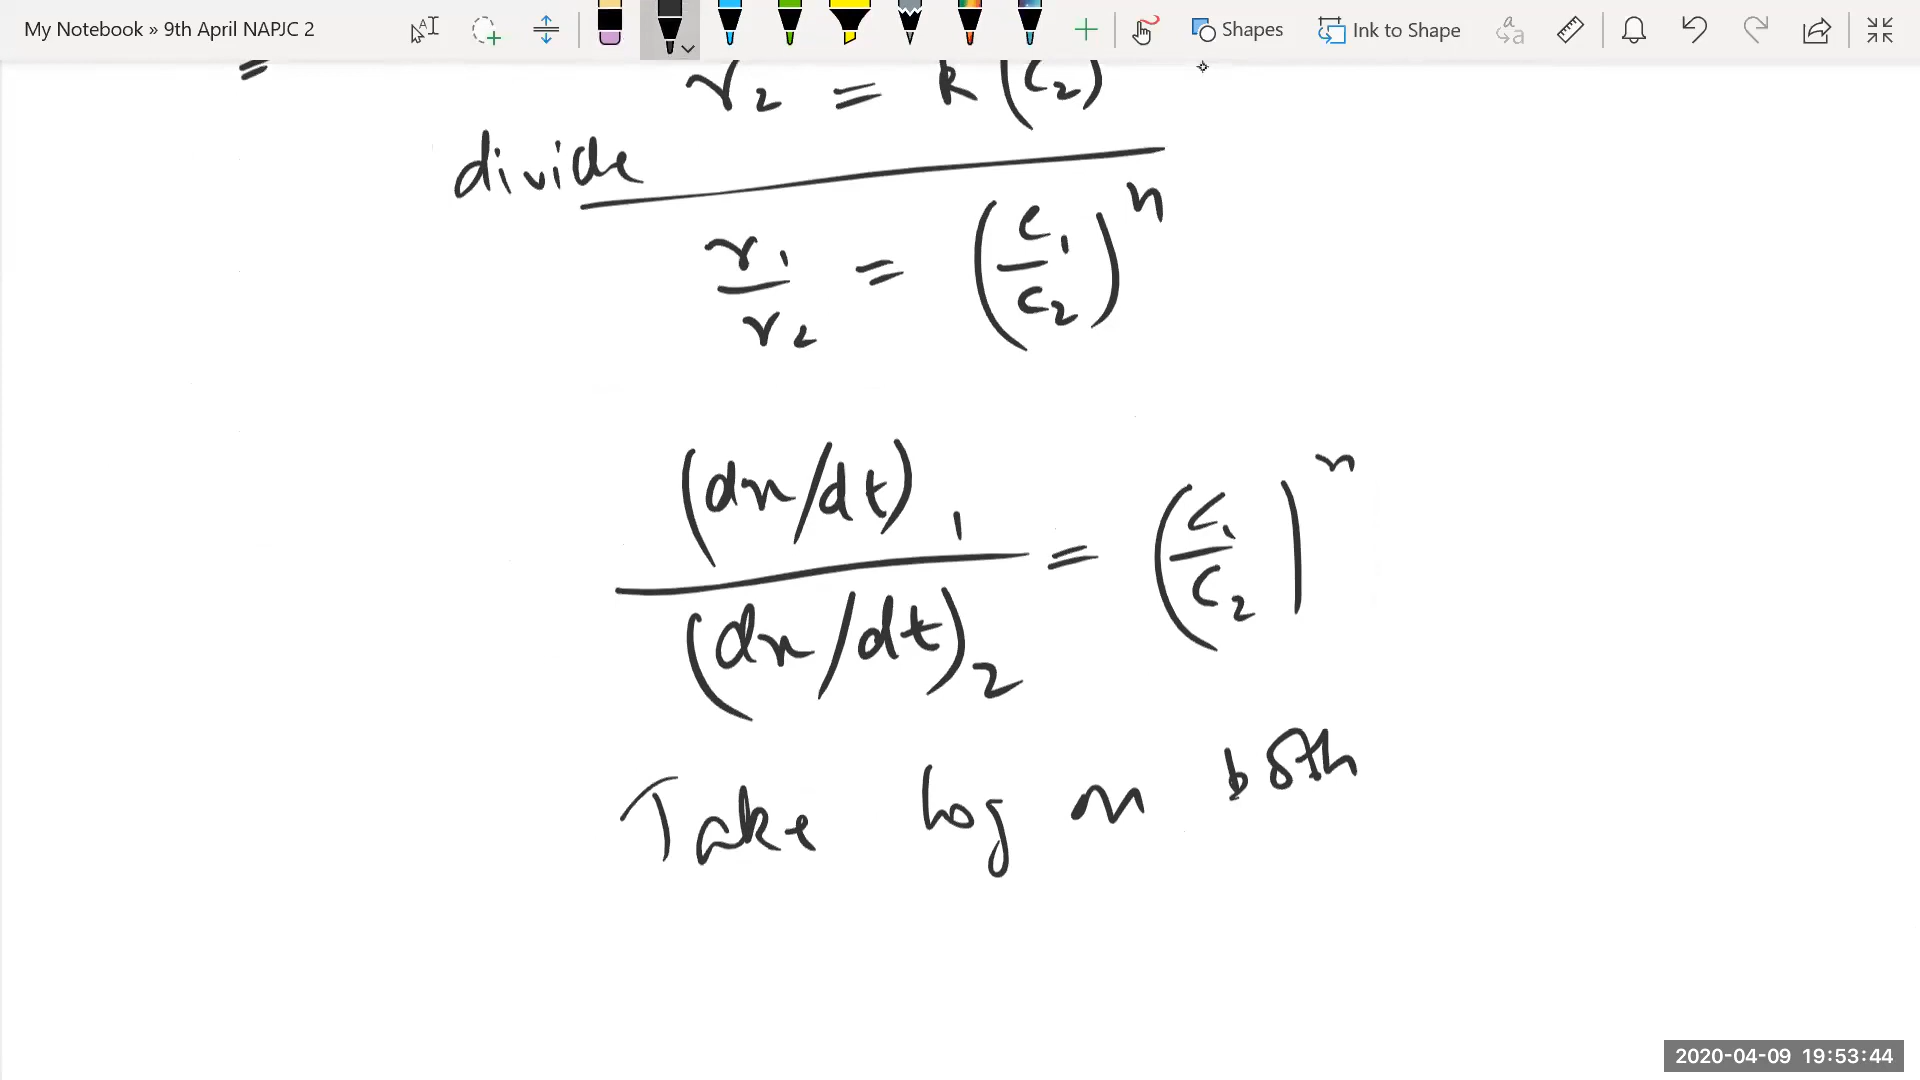 My Notebook » 9th April NAPJC 2
Shapes
Ink to Shape
=
r₂ = k (c₂)
divide
r₁/r₂ = (c₁/c₂)ⁿ
(dx/dt)₁/(dx/dt)₂ = (c₁/c₂)ⁿ
Take log on both
2020-04-09 19:53:44